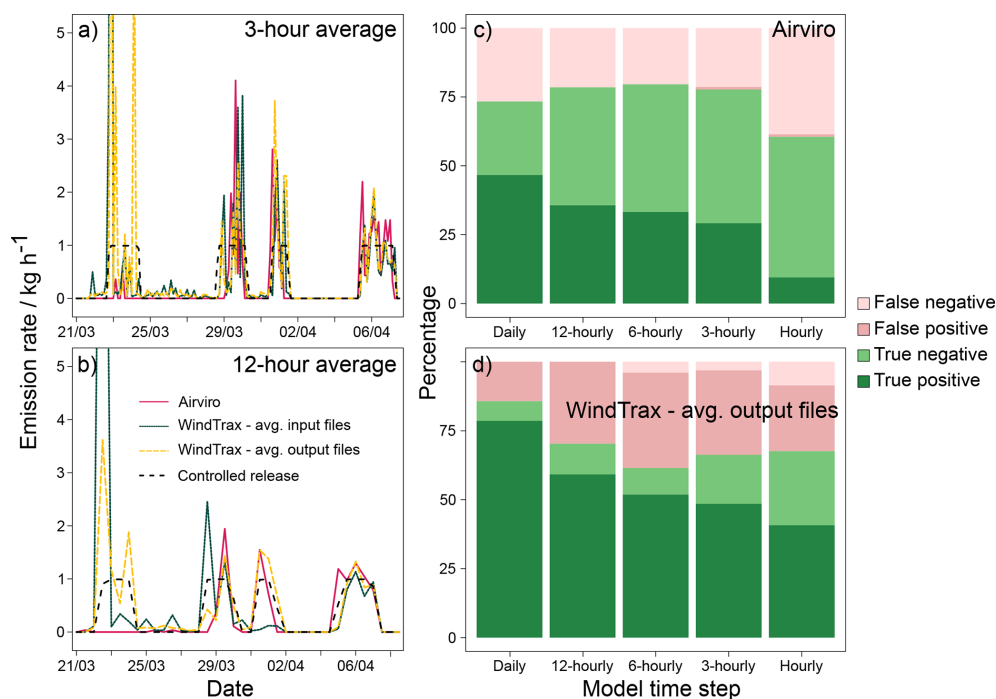 a) 3-hour average
5
4
3
2
1
0
21/03 25/03 29/03 02/04 06/04
b) 12-hour average
5
4
3
2
1
0
Airviro
WindTrax - avg. input files
WindTrax - avg. output files
Controlled release
21/03 25/03 29/03 02/04 06/04
Date
Emission rate / kg h-1
c) Airviro
100
75
50
25
0
Daily 12-hourly 6-hourly 3-hourly Hourly
d)
WindTrax - avg. output files
75
50
25
0
Daily 12-hourly 6-hourly 3-hourly Hourly
Model time step
Percentage
False negative
False positive
True negative
True positive